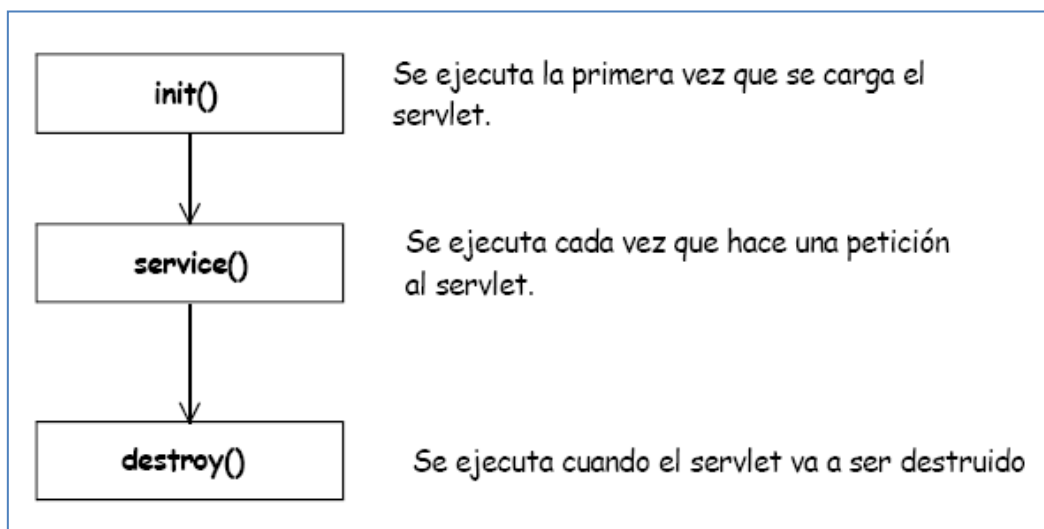 init()
Se ejecuta la primera vez que se carga el
servlet.
service()
Se ejecuta cada vez que hace una petición
al servlet.
destroy()
Se ejecuta cuando el servlet va a ser destruido